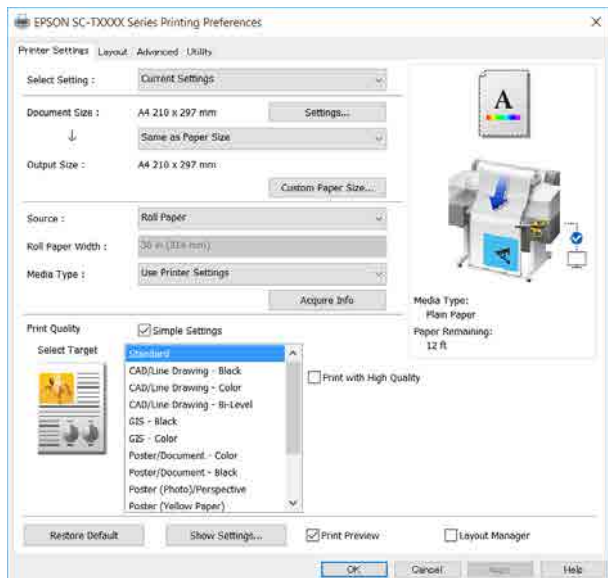 EPSON SC-TXXXX Series Printing Preferences
Printer Settings Layout Advanced Utility
Select Setting : Current Settings
Document Size : A4 210 x 297 mm Settings...
Same as Paper Size
Output Size : A4 210 x 297 mm
Custom Paper Size...
Source : Roll Paper
Roll Paper Width : 36 in (914 mm)
Media Type : Use Printer Settings
Acquire Info
A
A
Media Type:
Plain Paper
Paper Remaining:
12 ft
Print Quality Simple Settings
Select Target
Standard
CAD/Line Drawing - Black
CAD/Line Drawing - Color
CAD/Line Drawing - Bi-Level
GIS - Black
GIS - Color
Poster/Document - Color
Poster/Document - Black
Poster (Photo)/Perspective
Poster (Yellow Paper)
Print with High Quality
Restore Default Show Settings... Print Preview Layout Manager
OK Cancel Apply Help